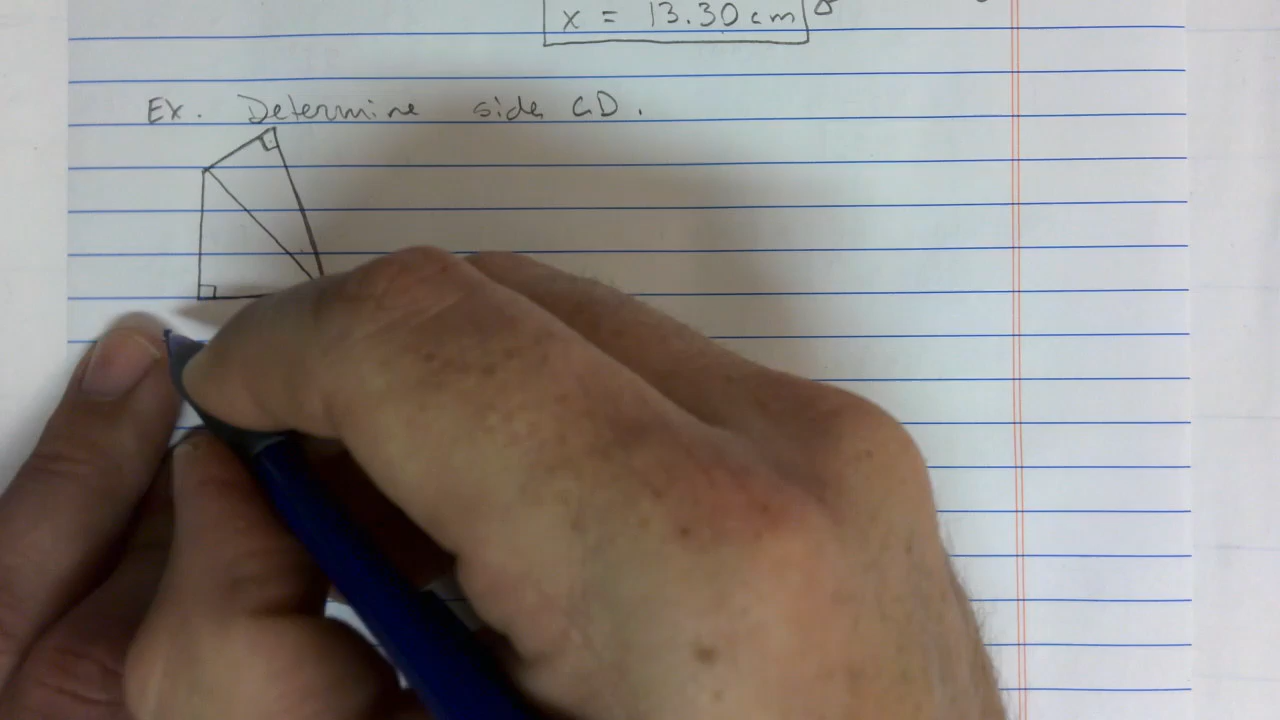 x = 13.30 cm
Ex. Determine side CD.